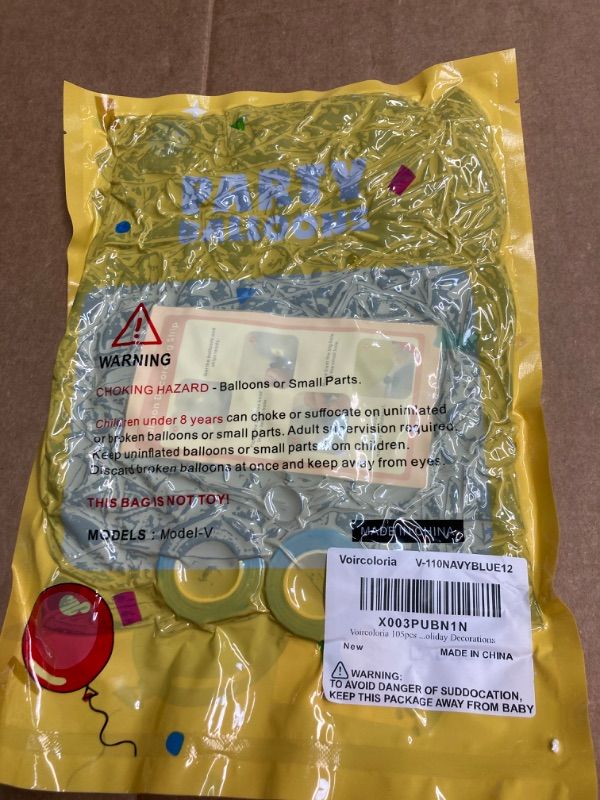 PARTY
BALLOONS
WARNING
CHOKING HAZARD - Balloons or Small Parts.
Children under 8 years can choke or suffocate on uninflated
or broken balloons or small parts. Adult supervision required.
Keep uninflated balloons or small parts from children.
Discard broken balloons at once and keep away from eyes.
THIS BAG IS NOT TOY!
MODELS : Model-V
MADE IN CHINA
Voircoloria V-110NAVYBLUE12
X003PUBN1N
Voircoloria 105pcs ...oliday Decorations
New
MADE IN CHINA
WARNING:
TO AVOID DANGER OF SUDDOCATION,
KEEP THIS PACKAGE AWAY FROM BABY